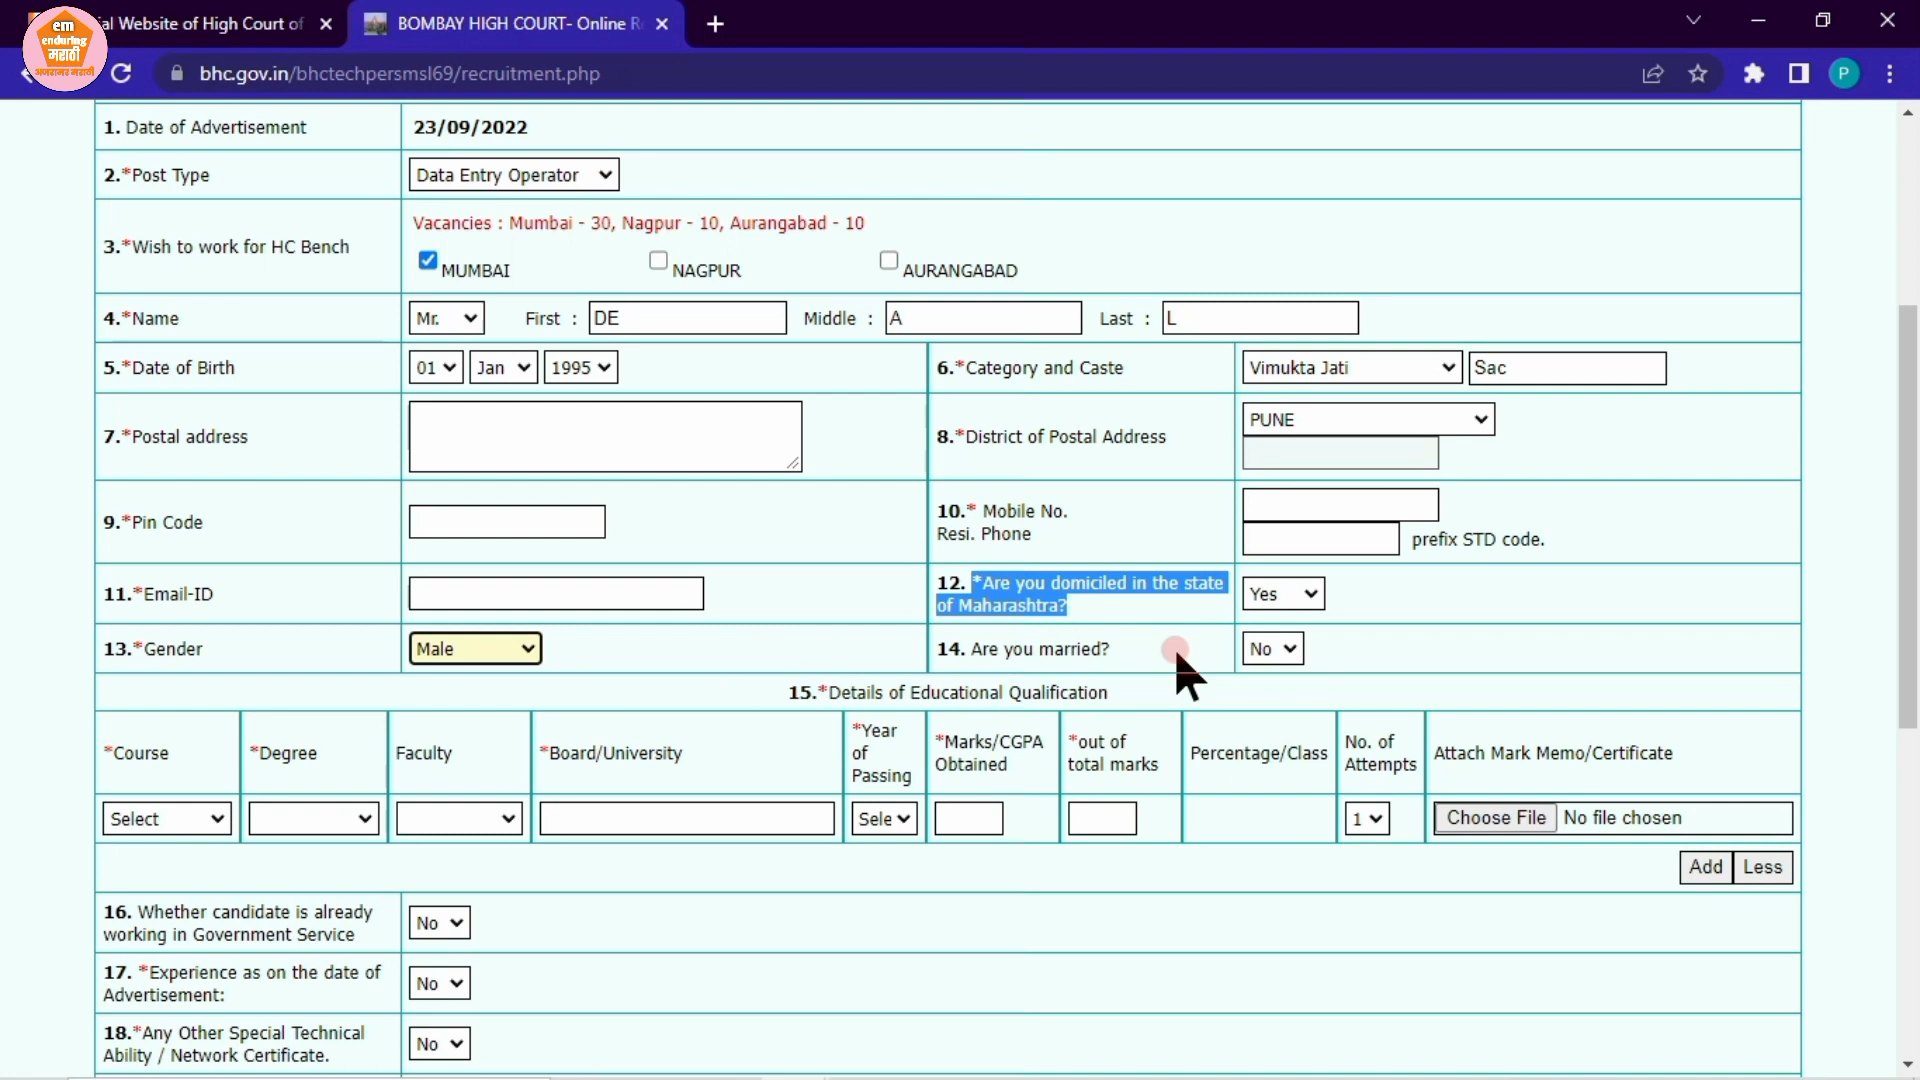 ial Website of High Court of
BOMBAY HIGH COURT- Online R
em
enduring
मराठी
अजरामर मराठी
bhc.gov.in/bhctechpersmsl69/recruitment.php
P
1. Date of Advertisement 23/09/2022
2.*Post Type Data Entry Operator
Vacancies : Mumbai - 30, Nagpur - 10, Aurangabad - 10
3.*Wish to work for HC Bench
MUMBAI NAGPUR AURANGABAD
4.*Name Mr. First : DE Middle : A Last : L
5.*Date of Birth 01 Jan 1995 6.*Category and Caste Vimukta Jati Sac
7.*Postal address 8.*District of Postal Address PUNE
9.*Pin Code 10.* Mobile No.
Resi. Phone prefix STD code.
11.*Email-ID 12. *Are you domiciled in the state
of Maharashtra? Yes
13.*Gender Male 14. Are you married? No
15.*Details of Educational Qualification
*Course *Degree Faculty *Board/University *Year
of
Passing *Marks/CGPA
Obtained *out of
total marks Percentage/Class No. of
Attempts Attach Mark Memo/Certificate
Select Sele 1 Choose File No file chosen
Add Less
16. Whether candidate is already
working in Government Service No
17. *Experience as on the date of
Advertisement: No
18.*Any Other Special Technical
Ability / Network Certificate. No